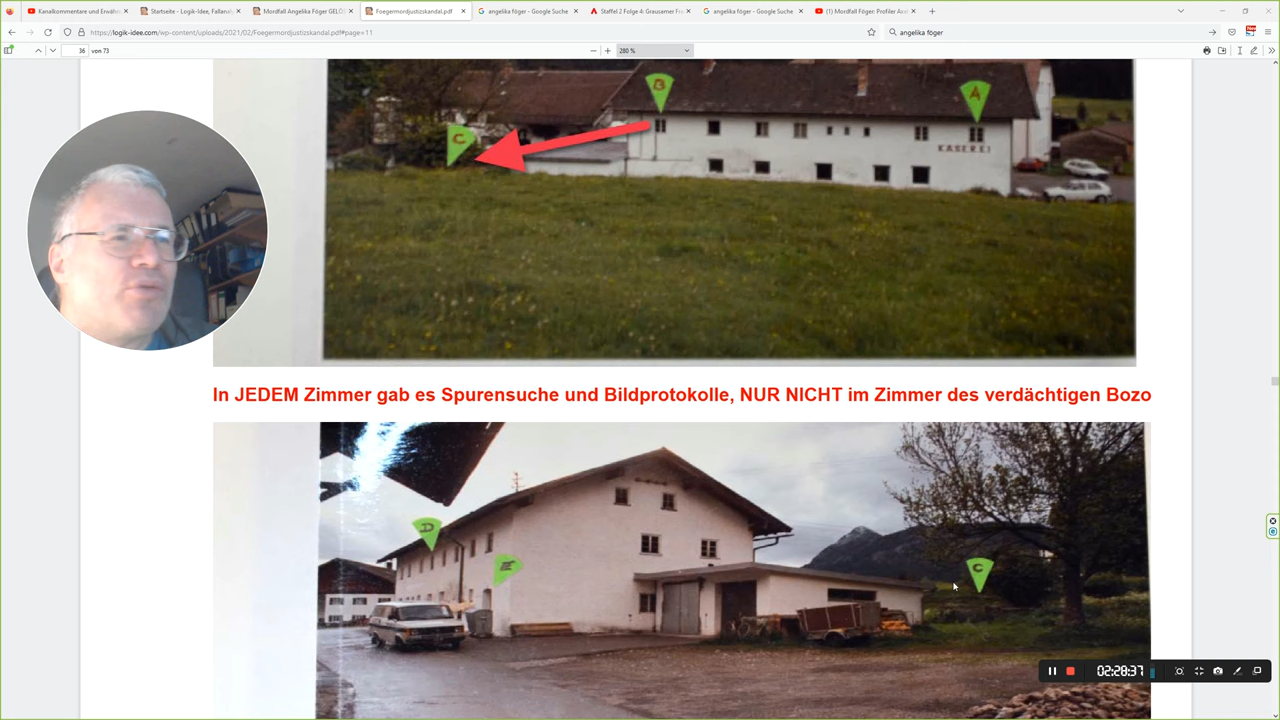 Kanalkommentare und Erwähn
Startseite - Logik-Idee, Fallanal
Mordfall Angelika Föger GELÖS
Foegermordjustizskandal.pdf
angelika föger - Google Suche
Staffel 2 Folge 4: Grausamer Fr
angelika föger - Google Suche
(1) Mordfall Föger: Profiler Axel
https://logik-idee.com/wp-content/uploads/2021/02/Foegermordjustizskandal.pdf#page=11
280 %
angelika föger
36 von 73
B
A
C
KÄSEREI
In JEDEM Zimmer gab es Spurensuche und Bildprotokolle, NUR NICHT im Zimmer des verdächtigen Bozo
D
E
C
02:28:37